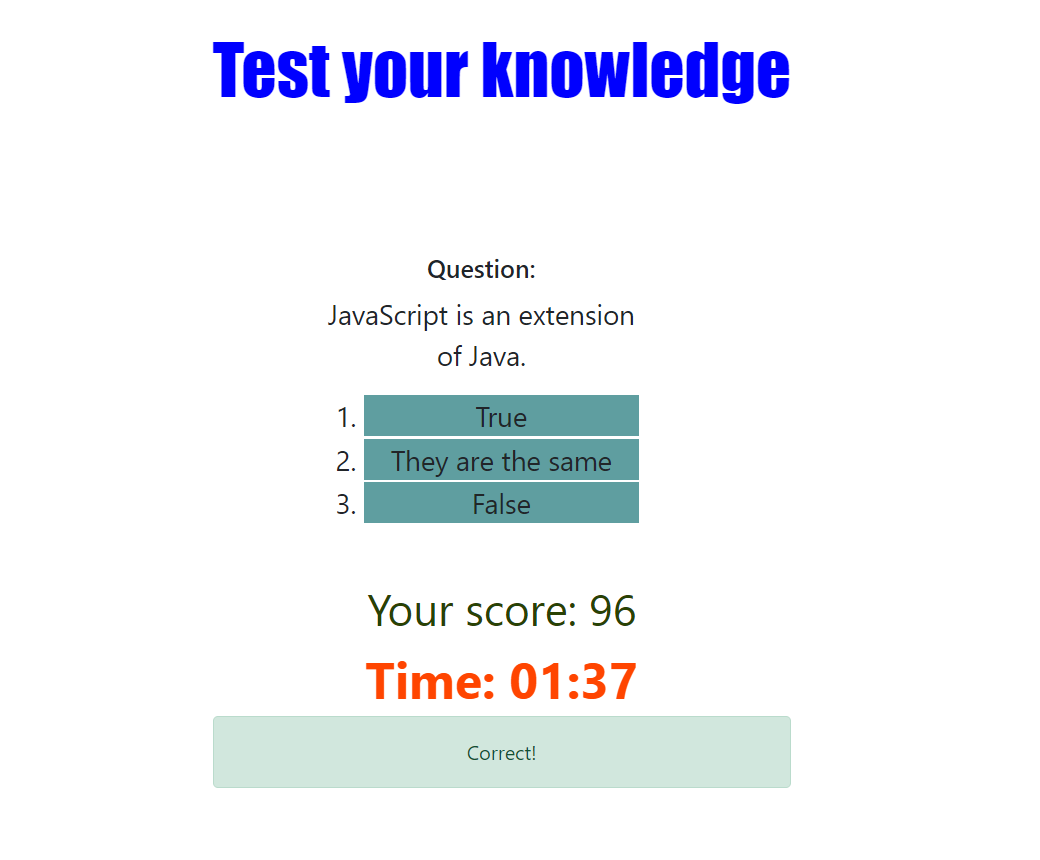 Test your knowledge
Question:
JavaScript is an extension
of Java.
1. True
2. They are the same
3. False
Your score: 96
Time: 01:37
Correct!